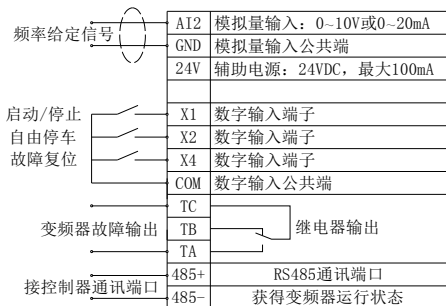 频率给定信号
AI2 模拟量输入：0~10V或0~20mA
GND 模拟量输入公共端
24V 辅助电源：24VDC，最大100mA
启动/停止 X1 数字输入端子
自由停车 X2 数字输入端子
故障复位 X4 数字输入端子
COM 数字输入公共端
TC
变频器故障输出 TB 继电器输出
TA
接控制器通讯端口
485+ RS485通讯端口
485- 获得变频器运行状态